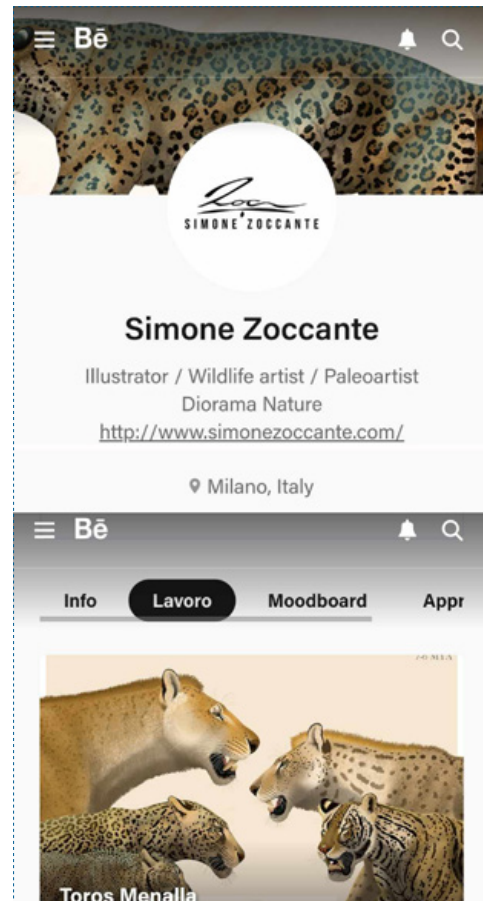 Bē
SIMONE ZOCCANTE
Simone Zoccante
Illustrator / Wildlife artist / Paleoartist
Diorama Nature
http://www.simonezoccante.com/
Milano, Italy
Bē
Info Lavoro Moodboard Appr
Toros Menalla